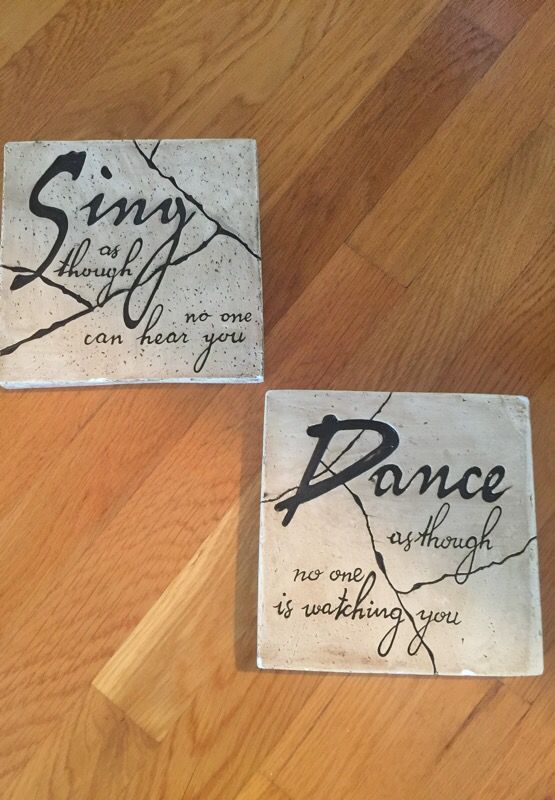 Sing
as
though
no one
can hear you
Dance
as though
no one
is watching you